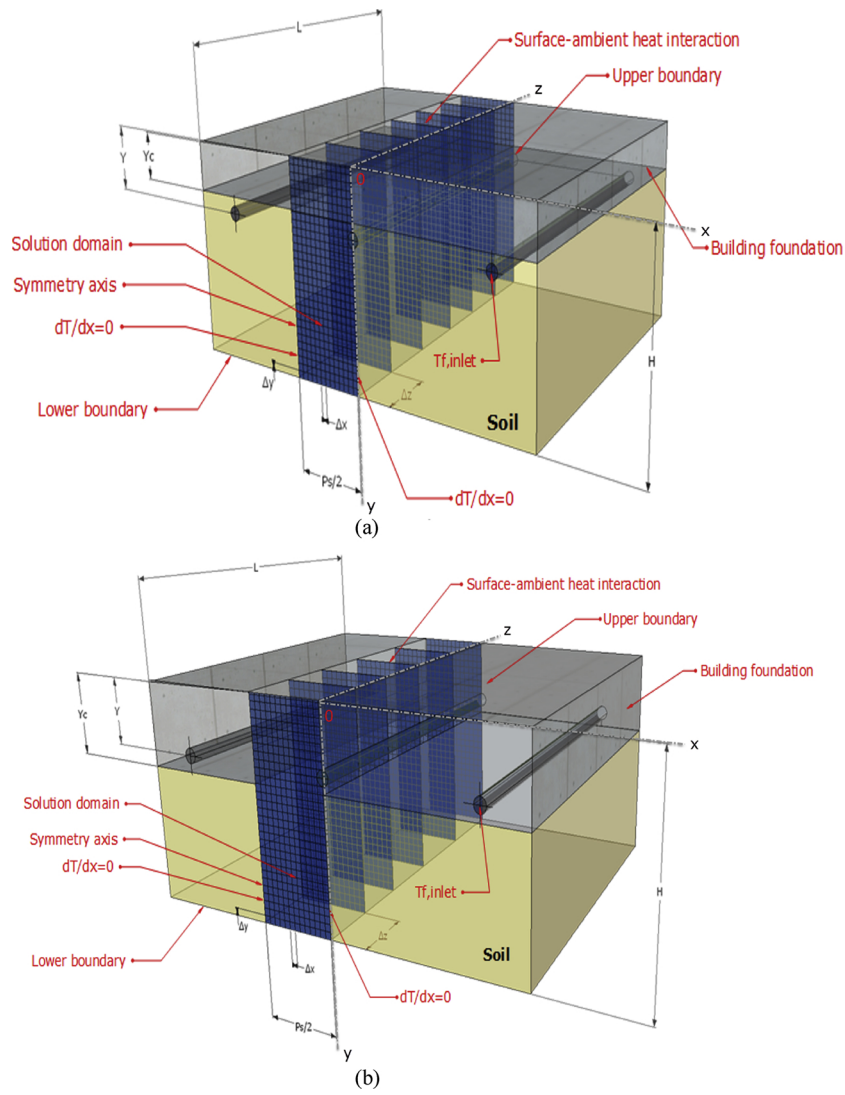 L
Surface-ambient heat interaction
Upper boundary
z
Y
Yc
0
x
Solution domain
Building foundation
Symmetry axis
dT/dx=0
Tf,inlet
H
Δy
Δz
Lower boundary
Soil
Δx
Ps/2
dT/dx=0
y
(a)
L
Surface-ambient heat interaction
Upper boundary
z
Building foundation
Yc
Y
0
x
Solution domain
Symmetry axis
dT/dx=0
Tf,inlet
H
Δy
Δz
Soil
Lower boundary
Δx
dT/dx=0
Ps/2
y
(b)